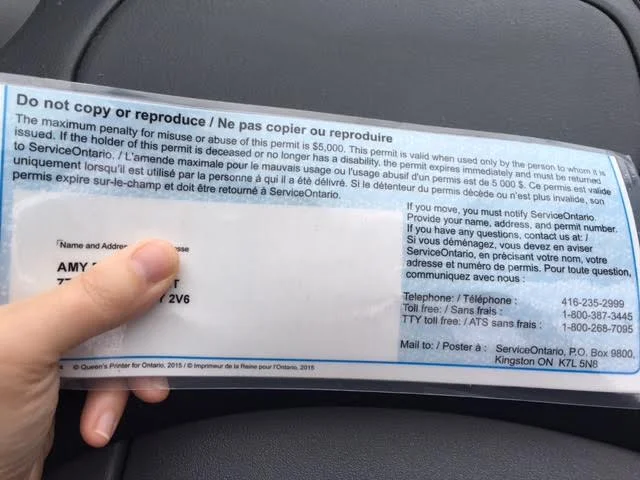 Do not copy or reproduce / Ne pas copier ou reproduire
The maximum penalty for misuse or abuse of this permit is $5,000. This permit is valid when used only by the person to whom it is
issued. If the holder of this permit is deceased or no longer has a disability, the permit expires immediately and must be returned
to ServiceOntario. / L'amende maximale pour le mauvais usage ou l'usage abusif d'un permis est de 5 000 $. Ce permis est valide
uniquement lorsqu'il est utilisé par la personne à qui il a été délivré. Si le détenteur du permis décède ou n'est plus invalide, son
permis expire sur-le-champ et doit être retourné à ServiceOntario.
If you move, you must notify ServiceOntario.
Provide your name, address, and permit number.
If you have any questions, contact us at: /
Si vous déménagez, vous devez en aviser
ServiceOntario, en précisant votre nom, votre
adresse et numéro de permis. Pour toute question,
communiquez avec nous :
Name and
AMY
2V6
Telephone: / Téléphone : 416-235-2999
Toll free: / Sans frais : 1-800-387-3445
TTY toll free: / ATS sans frais : 1-800-268-7095
Mail to: / Poster à : ServiceOntario, P.O. Box 9800,
Kingston ON K7L 5N8
© Queen's Printer for Ontario, 2015 / © Imprimeur de la Reine pour l'Ontario, 2015